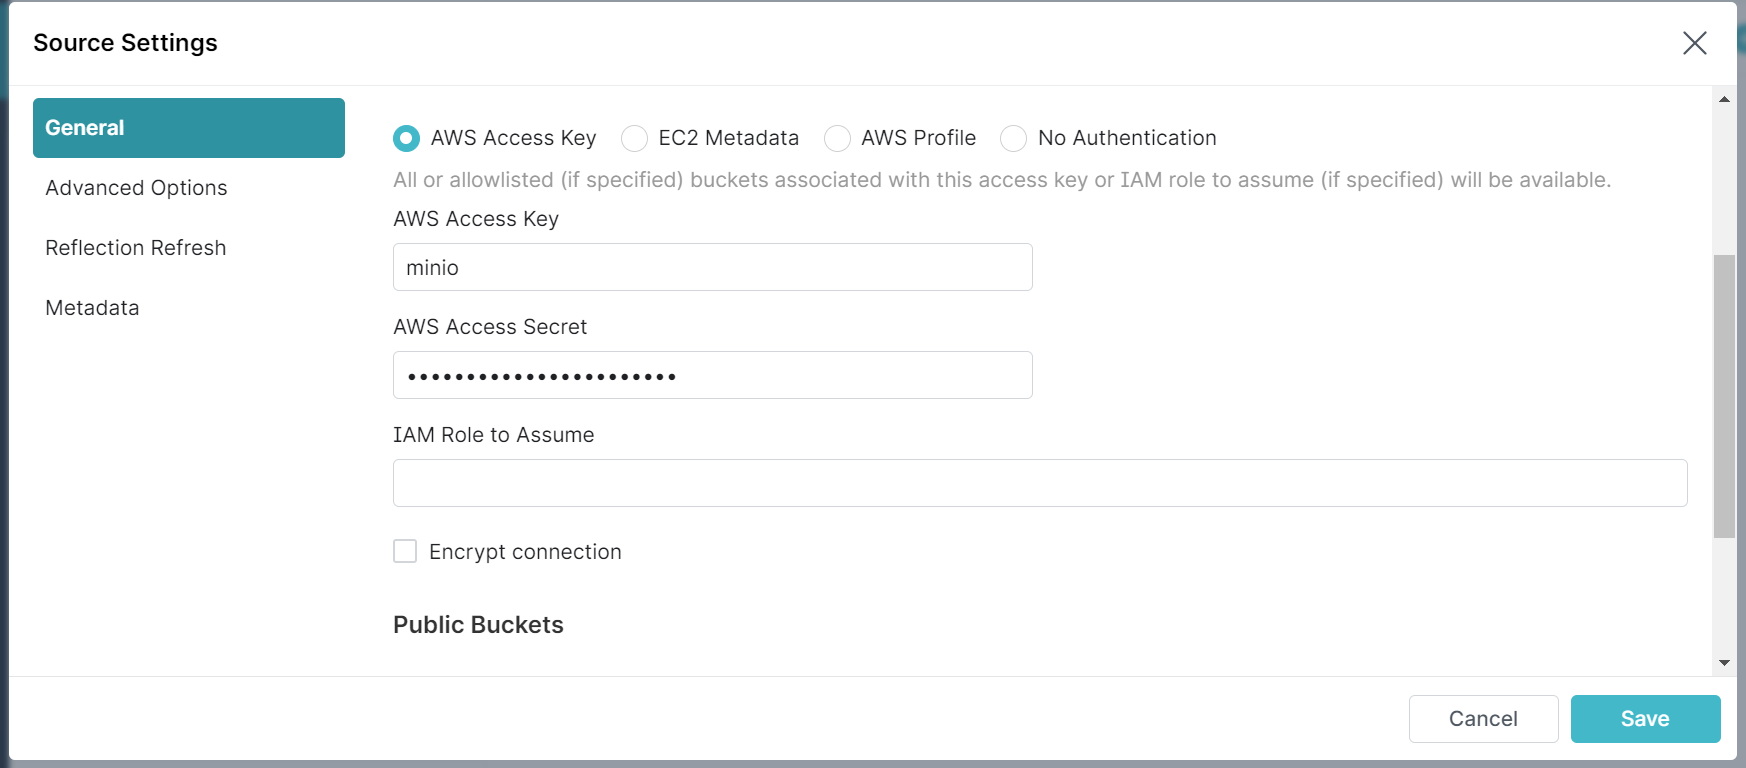 Source Settings
General
Advanced Options
Reflection Refresh
Metadata
AWS Access Key EC2 Metadata AWS Profile No Authentication
All or allowlisted (if specified) buckets associated with this access key or IAM role to assume (if specified) will be available.
AWS Access Key
minio
AWS Access Secret
•••••••••••••••••••••••
IAM Role to Assume
Encrypt connection
Public Buckets
Cancel Save